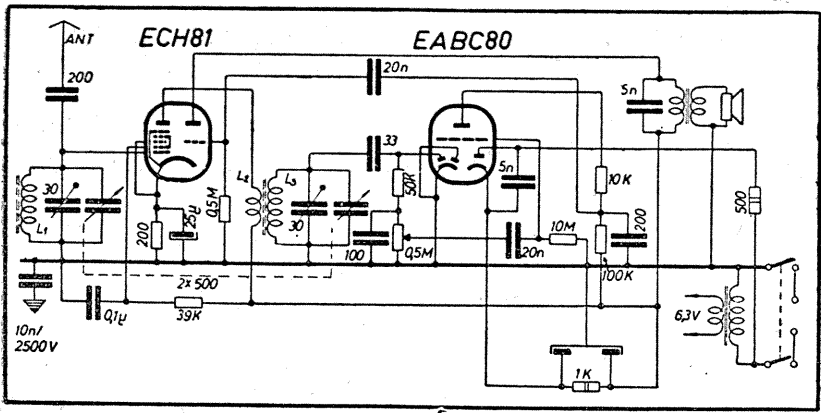 ANT
ECH81
EABC80
200
20n
5n
33
5n
30
L1
200
25µ
0,5M
L2
L3
30
50K
100
0,5M
20n
10M
10K
200
100K
500
2×500
0,1µ
39K
10n/
2500V
6,3V
1K